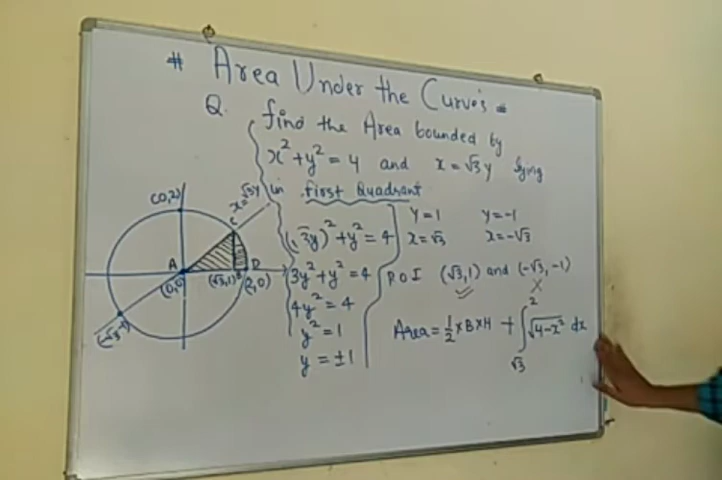 # Area Under the Curves
Q. find the Area bounded by
x² + y² = 4 and x = √3 y lying
in first Quadrant
(0,2)
x = √3y
C
A
B
D
(0,0)
(√3,1)
(2,0)
(-√3,-1)
(√3y)² + y² = 4
3y² + y² = 4
4y² = 4
y² = 1
y = ±1
y = 1 y = -1
x = √3 x = -√3
P O I (√3, 1) and (-√3, -1)
Area = ½ × B × H + ∫_{√3}^{2} √4-x² dx